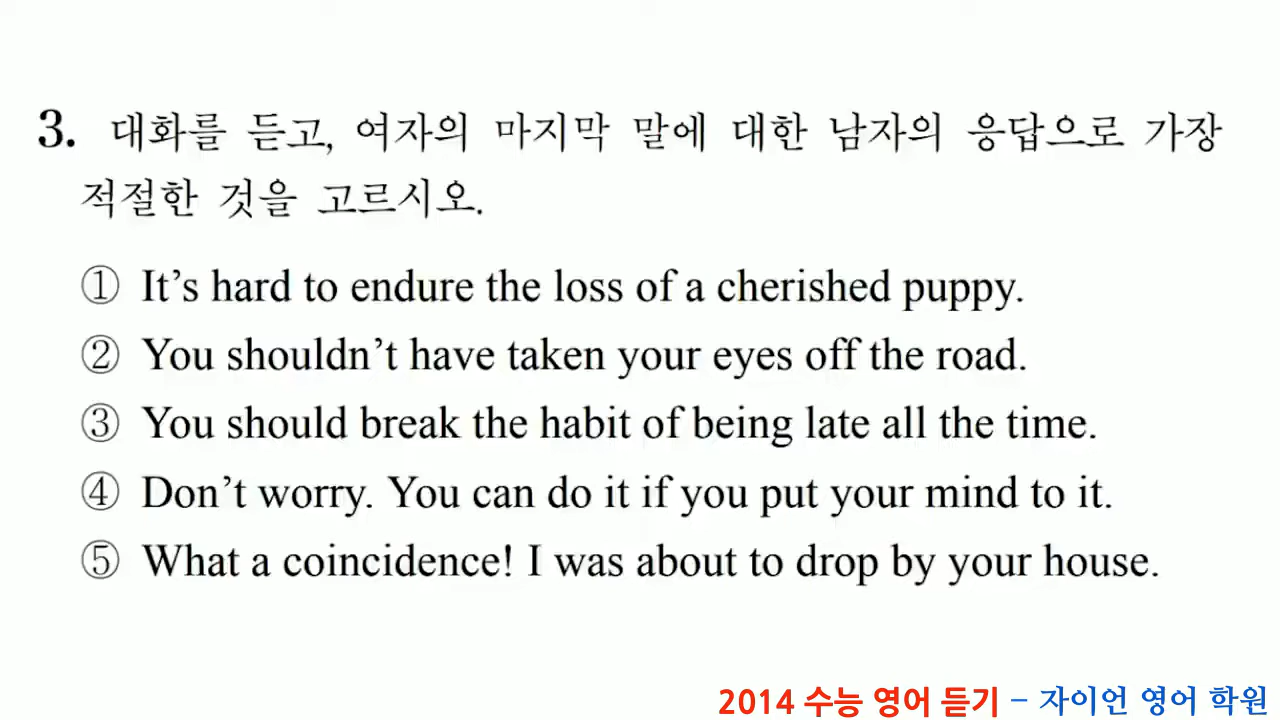 3. 대화를 듣고, 여자의 마지막 말에 대한 남자의 응답으로 가장
적절한 것을 고르시오.
① It’s hard to endure the loss of a cherished puppy.
② You shouldn’t have taken your eyes off the road.
③ You should break the habit of being late all the time.
④ Don’t worry. You can do it if you put your mind to it.
⑤ What a coincidence! I was about to drop by your house.
2014 수능 영어 듣기 – 자이언 영어 학원